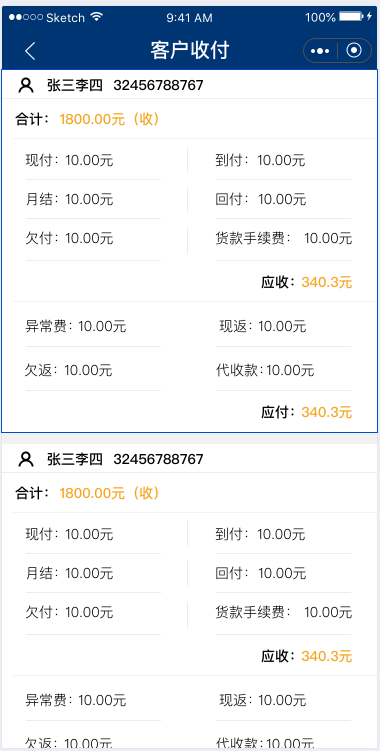 Sketch 9:41 AM 100%
客户收付
张三李四 32456788767
合计： 1800.00元（收）
现付：10.00元 到付：10.00元
月结：10.00元 回付：10.00元
欠付：10.00元 货款手续费： 10.00元
应收：340.3元
异常费：10.00元 现返：10.00元
欠返：10.00元 代收款：10.00元
应付：340.3元
张三李四 32456788767
合计： 1800.00元（收）
现付：10.00元 到付：10.00元
月结：10.00元 回付：10.00元
欠付：10.00元 货款手续费： 10.00元
应收：340.3元
异常费：10.00元 现返：10.00元
欠返：10.00元 代收款：10.00元